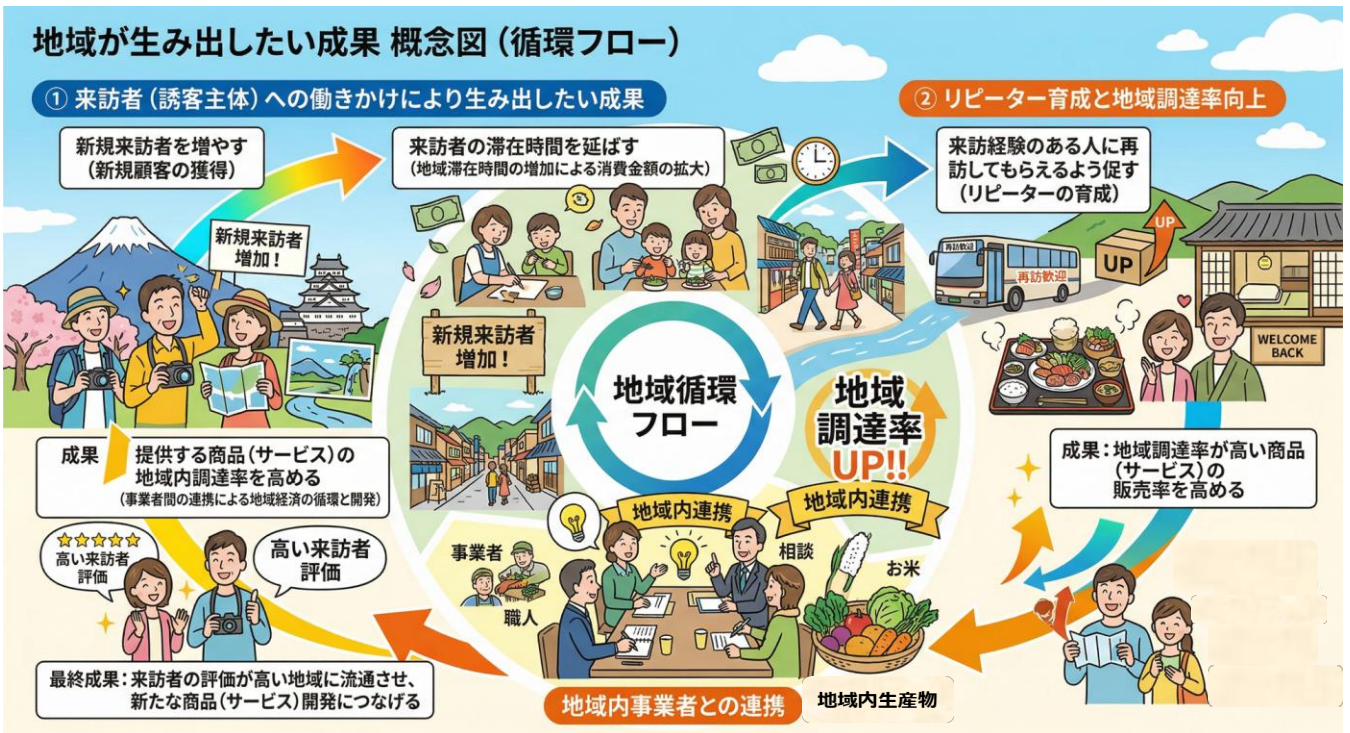 地域が生み出したい成果 概念図（循環フロー）
① 来訪者（誘客主体）への働きかけにより生み出したい成果
② リピーター育成と地域調達率向上
新規来訪者を増やす
（新規顧客の獲得）
来訪者の滞在時間を延ばす
（地域滞在時間の増加による消費金額の拡大）
来訪経験のある人に再
訪してもらえるよう促す
（リピーターの育成）
新規来訪者
増加！
再訪歓迎
再訪歓迎
UP
UP
WELCOME
BACK
新規来訪者
増加！
地域循環
フロー
地域
調達率
UP!!
成果
提供する商品（サービス）の
地域内調達率を高める
（事業者間の連携による地域経済の循環と開発）
成果：地域調達率が高い商品
（サービス）の
販売率を高める
地域内連携
地域内連携
高い来訪者
評価
高い来訪者
評価
事業者
職人
相談
お米
最終成果：来訪者の評価が高い地域に流通させ、
新たな商品（サービス）開発につなげる
地域内事業者との連携
地域内生産物